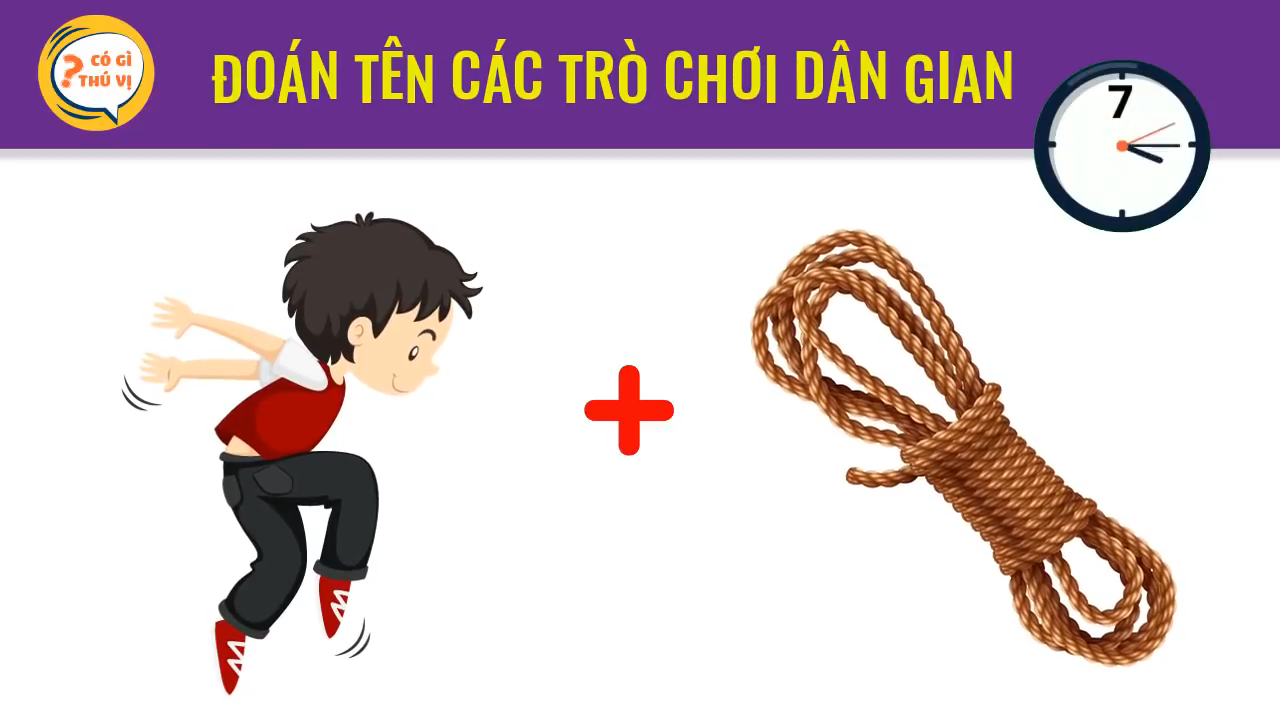 CÓ GÌ
? THÚ VỊ
ĐOÁN TÊN CÁC TRÒ CHƠI DÂN GIAN
7